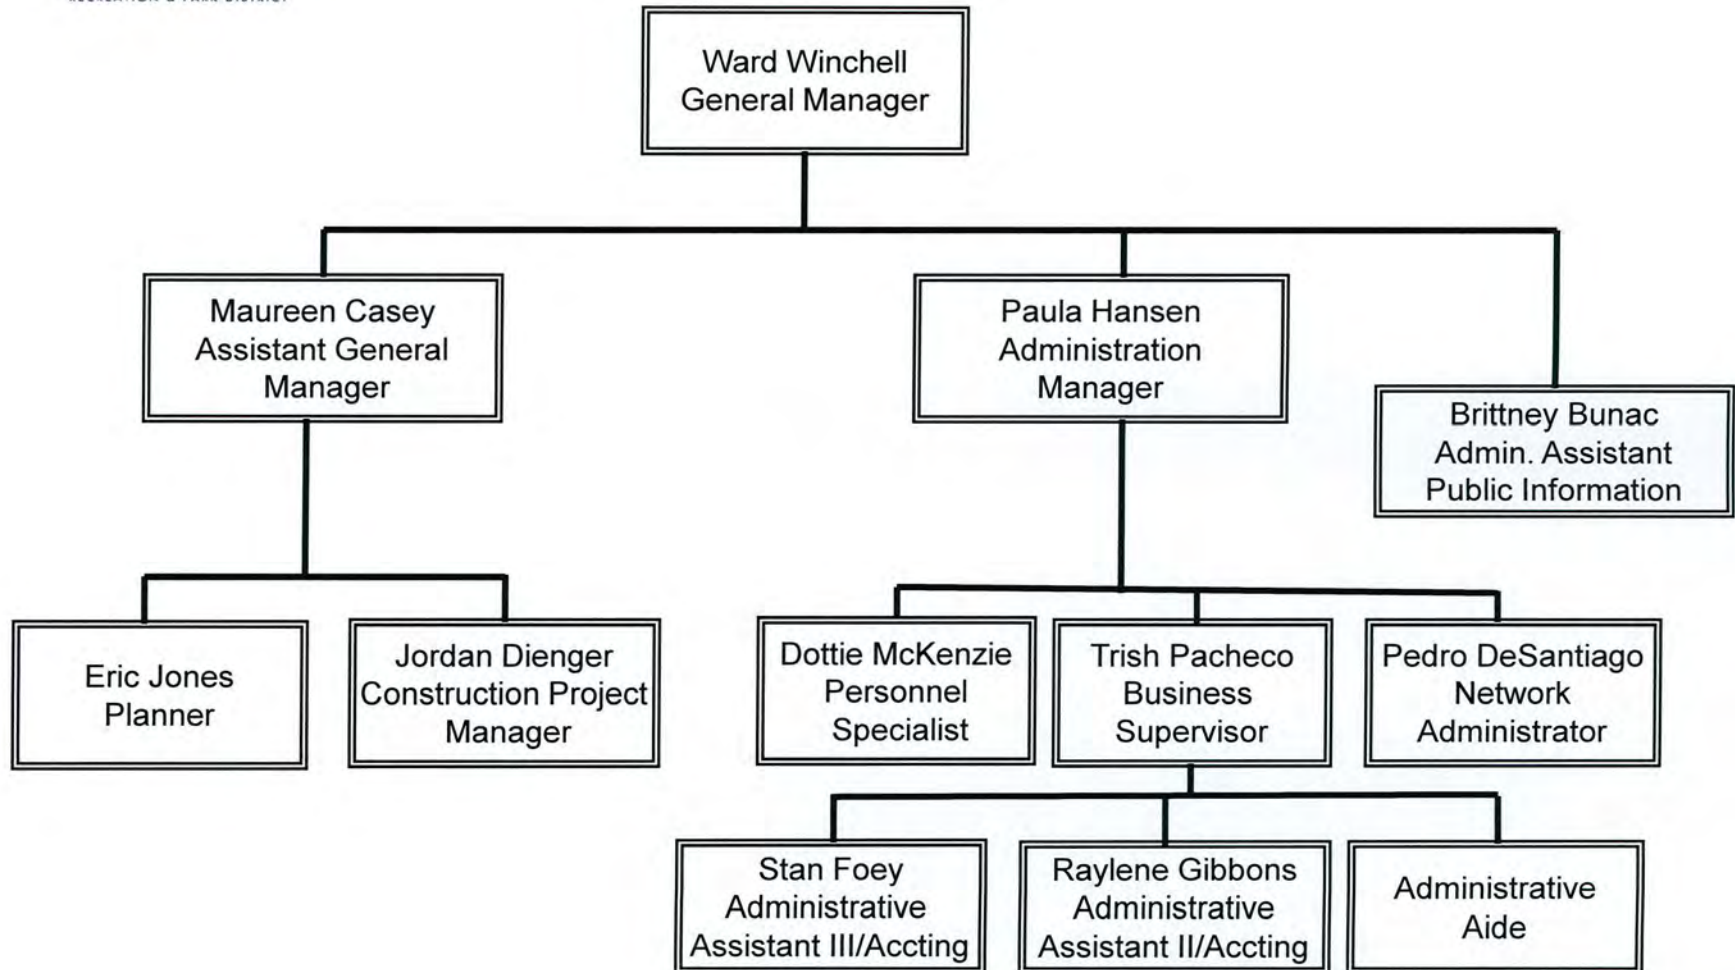 Ward Winchell
General Manager
Maureen Casey
Assistant General
Manager
Paula Hansen
Administration
Manager
Brittney Bunac
Admin. Assistant
Public Information
Eric Jones
Planner
Jordan Dienger
Construction Project
Manager
Dottie McKenzie
Personnel
Specialist
Trish Pacheco
Business
Supervisor
Pedro DeSantiago
Network
Administrator
Stan Foey
Administrative
Assistant III/Accting
Raylene Gibbons
Administrative
Assistant II/Accting
Administrative
Aide